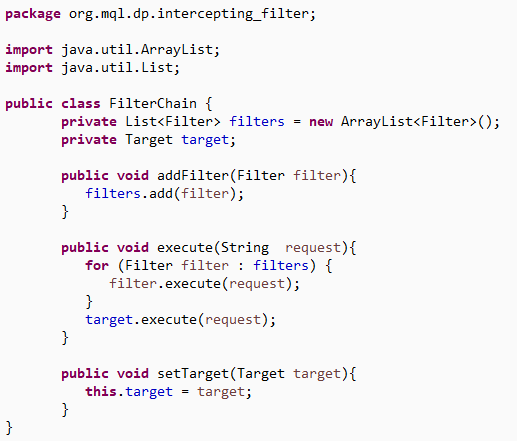 package org.mql.dp.intercepting_filter;

import java.util.ArrayList;
import java.util.List;

public class FilterChain {
       private List<Filter> filters = new ArrayList<Filter>();
       private Target target;

       public void addFilter(Filter filter){
          filters.add(filter);
       }

       public void execute(String  request){
          for (Filter filter : filters) {
             filter.execute(request);
          }
          target.execute(request);
       }

       public void setTarget(Target target){
          this.target = target;
       }
}